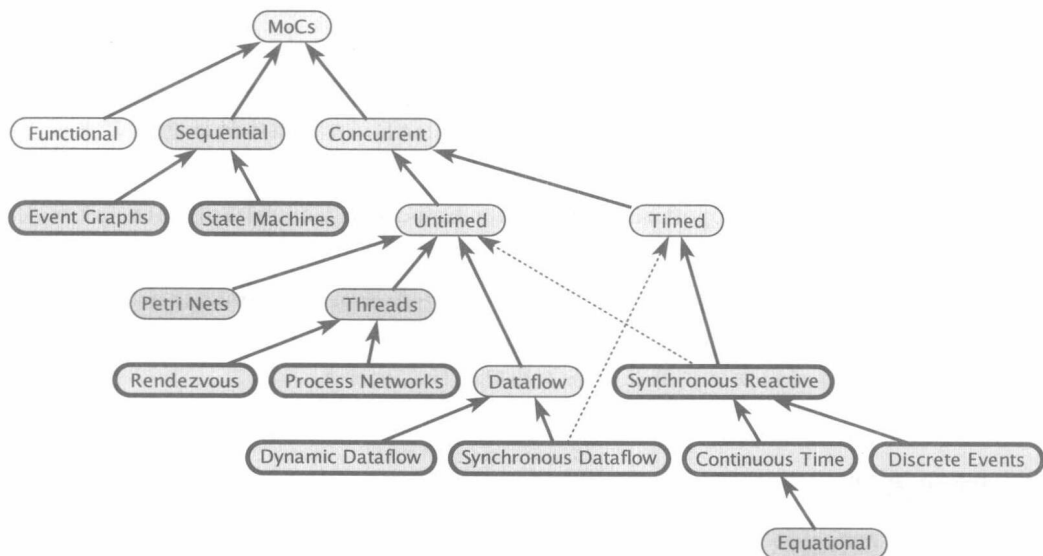 MoCs
Functional
Sequential
Concurrent
Event Graphs
State Machines
Untimed
Timed
Petri Nets
Threads
Rendezvous
Process Networks
Dataflow
Synchronous Reactive
Dynamic Dataflow
Synchronous Dataflow
Continuous Time
Discrete Events
Equational